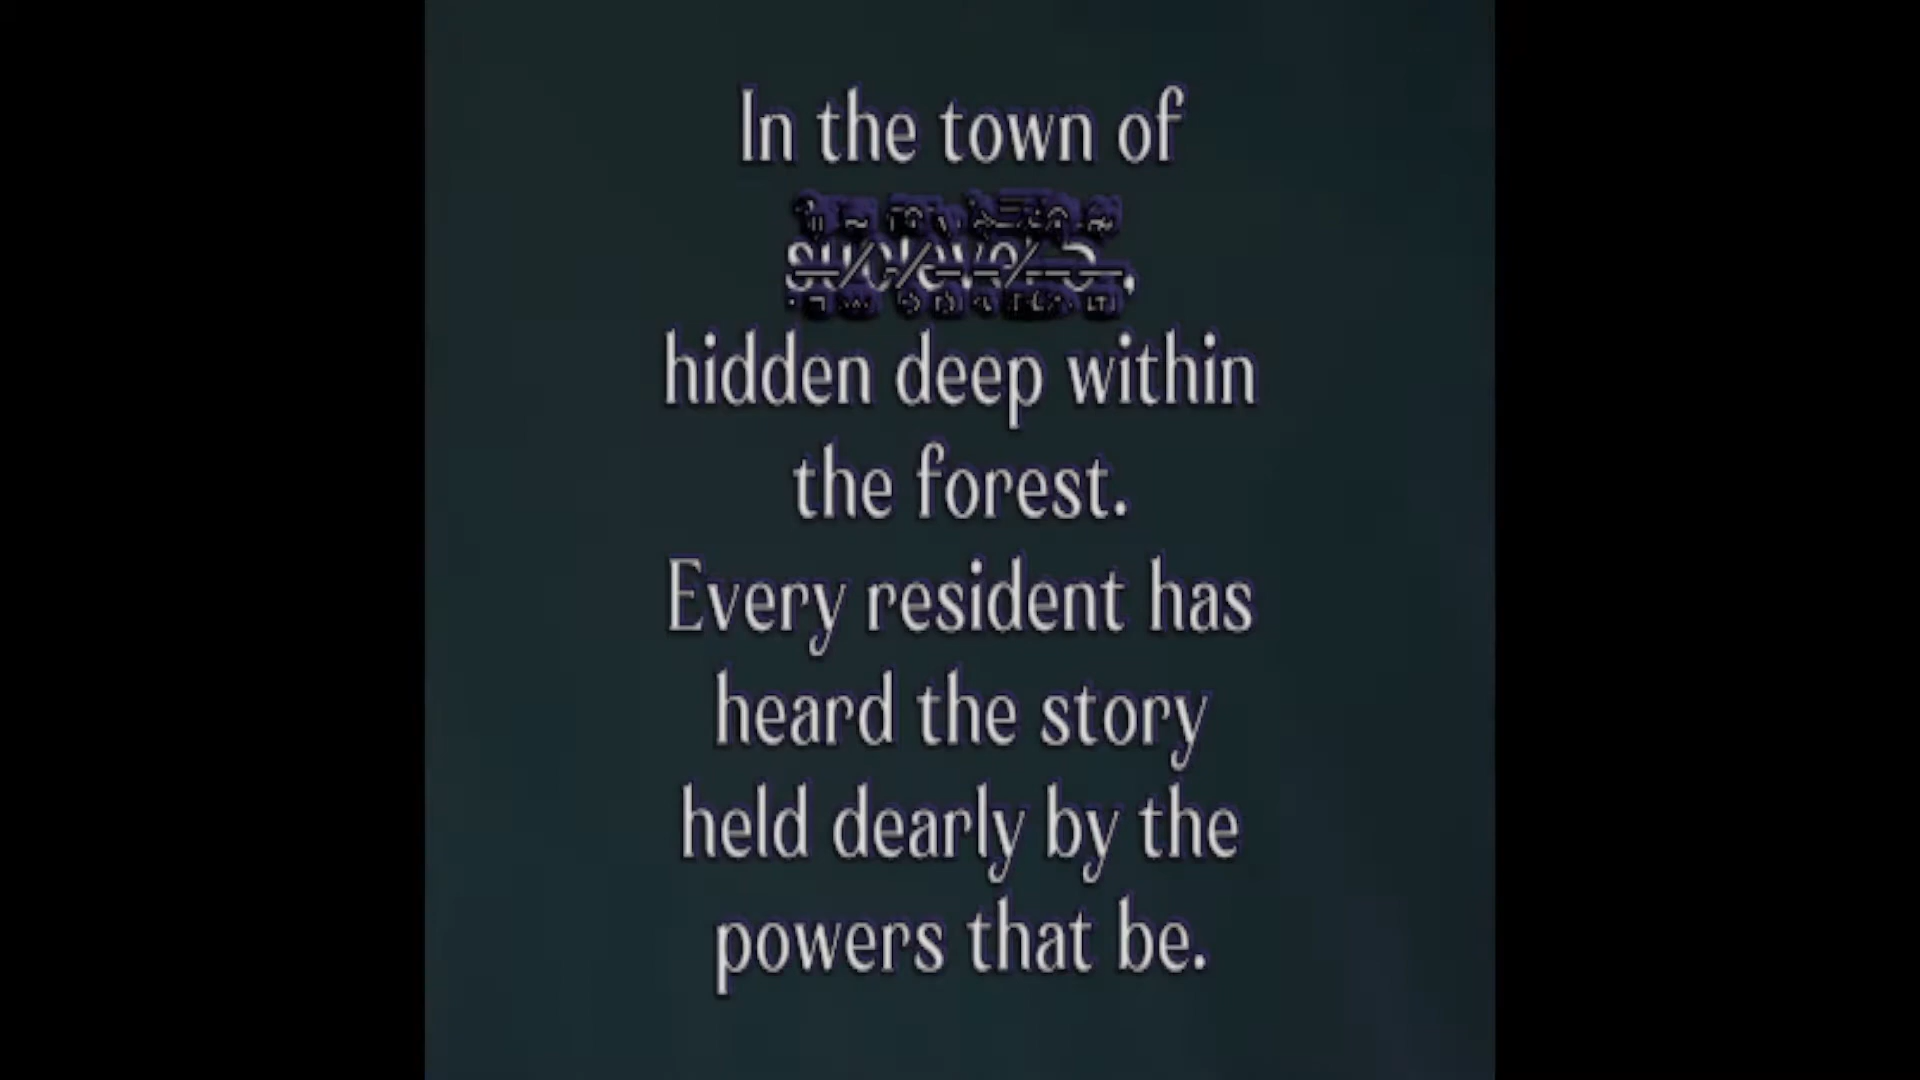 In the town of
hidden deep within
the forest.
Every resident has
heard the story
held dearly by the
powers that be.